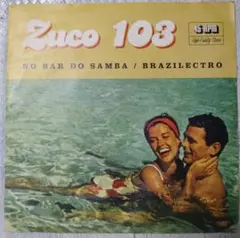 Zuco 103
NO BAR DO SAMBA / BRAZILECTRO